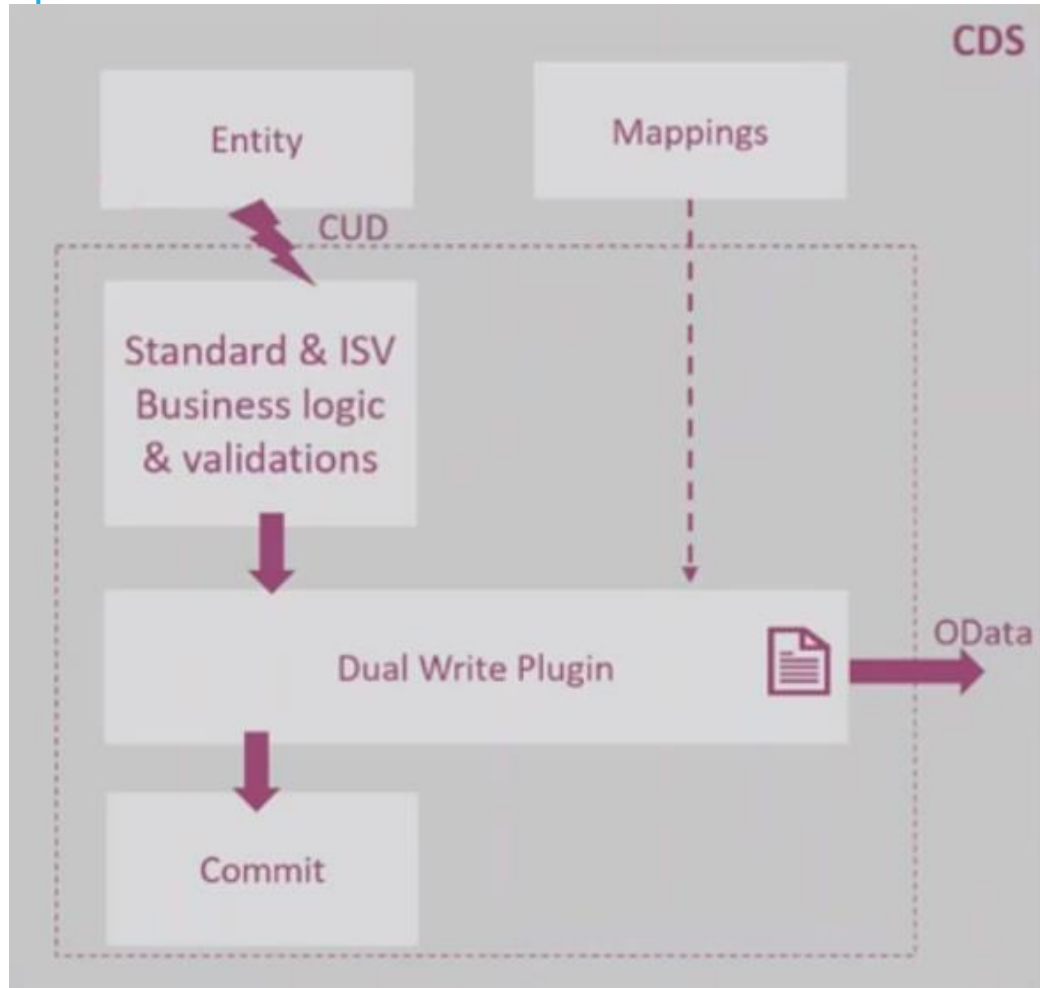 CDS
Entity
Mappings
CUD
Standard & ISV
Business logic
& validations
Dual Write Plugin
OData
Commit